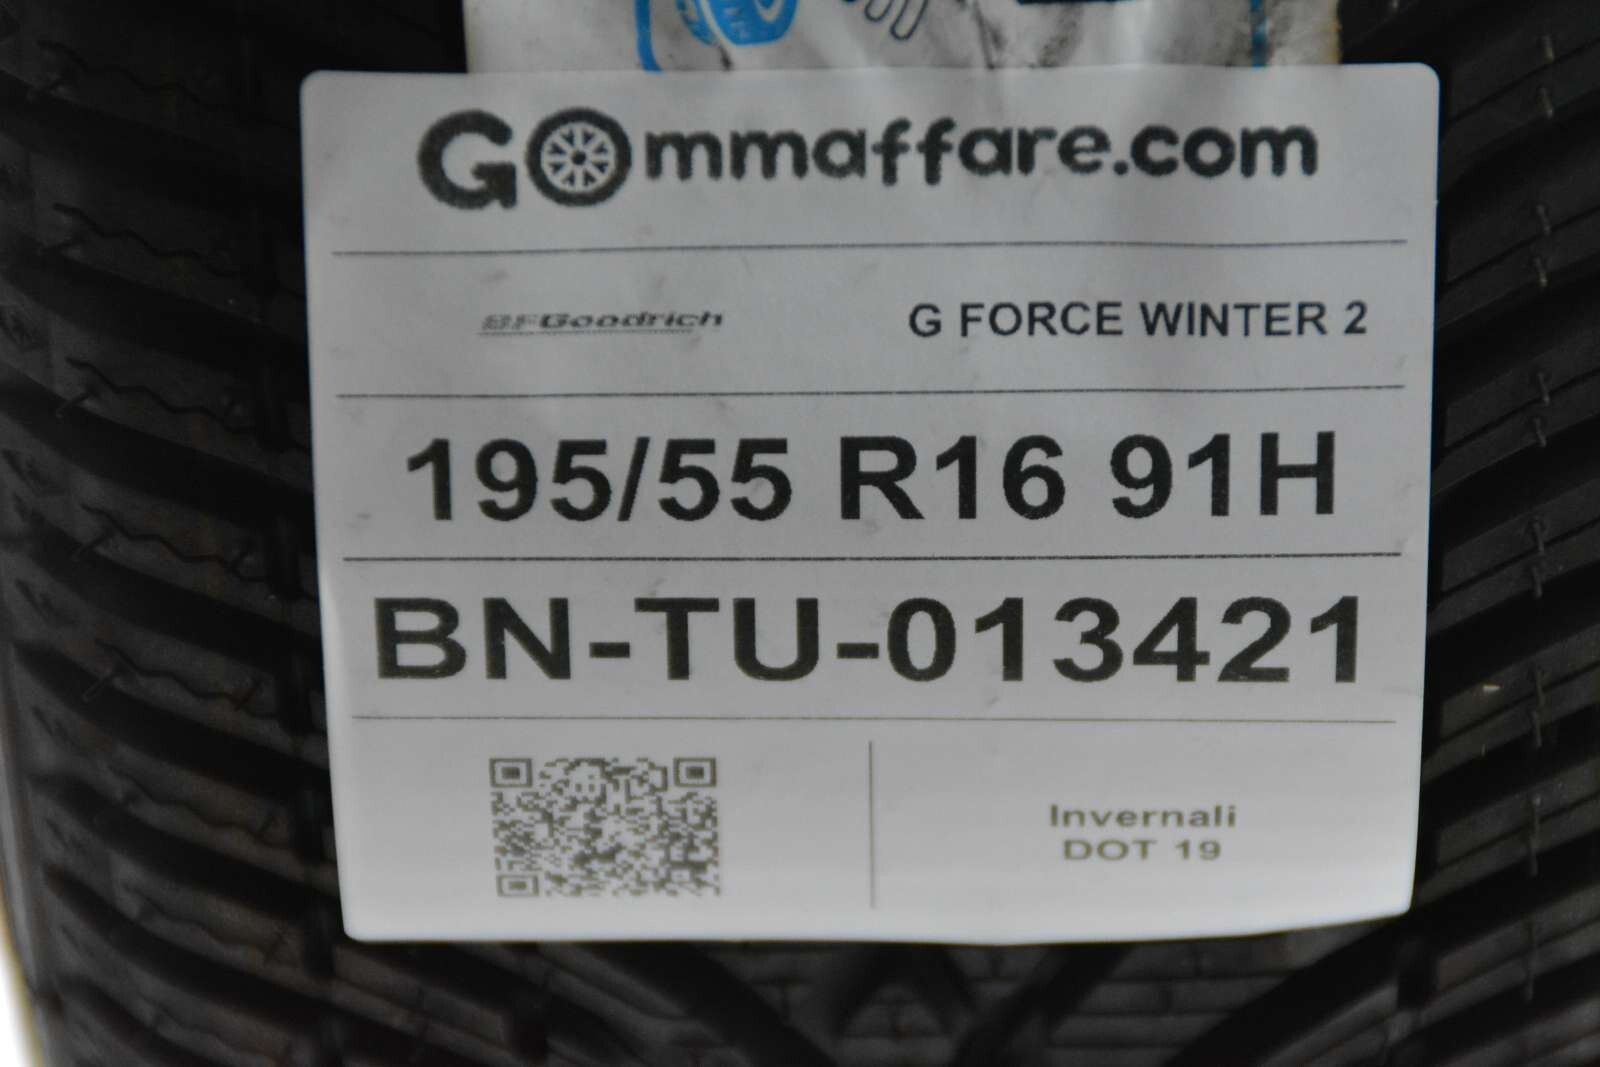 GOmmaffare.com
BFGoodrich G FORCE WINTER 2
195/55 R16 91H
BN-TU-013421
Invernali
DOT 19